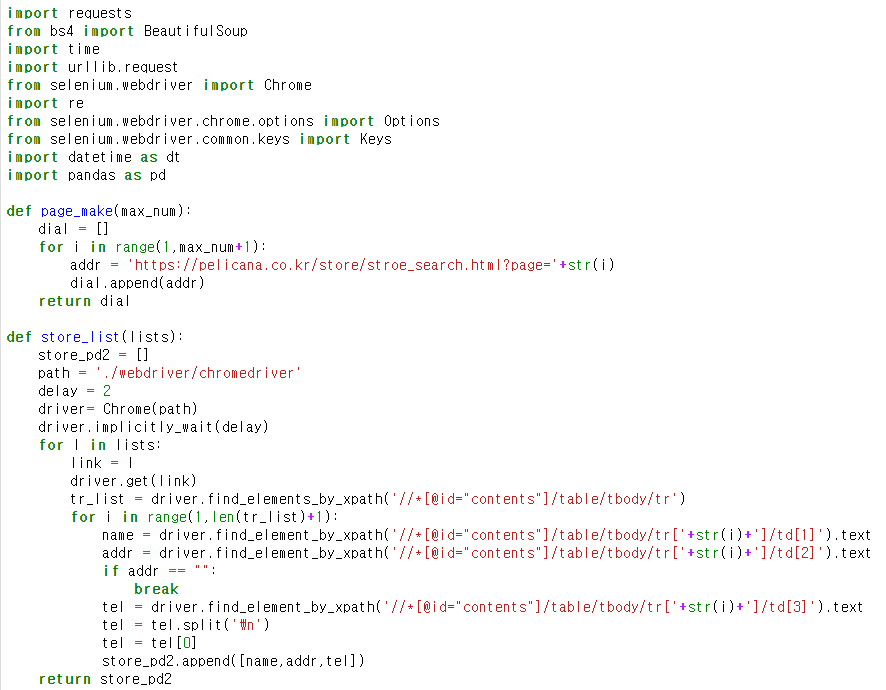 import requests
from bs4 import BeautifulSoup
import time
import urllib.request
from selenium.webdriver import Chrome
import re
from selenium.webdriver.chrome.options import Options
from selenium.webdriver.common.keys import Keys
import datetime as dt
import pandas as pd

def page_make(max_num):
    dial = []
    for i in range(1,max_num+1):
        addr = 'https://pelicana.co.kr/store/stroe_search.html?page='+str(i)
        dial.append(addr)
    return dial

def store_list(lists):
    store_pd2 = []
    path = './webdriver/chromedriver'
    delay = 2
    driver= Chrome(path)
    driver.implicitly_wait(delay)
    for l in lists:
        link = l
        driver.get(link)
        tr_list = driver.find_elements_by_xpath('//*[@id="contents"]/table/tbody/tr')
        for i in range(1,len(tr_list)+1):
            name = driver.find_element_by_xpath('//*[@id="contents"]/table/tbody/tr['+str(i)+']/td[1]').text
            addr = driver.find_element_by_xpath('//*[@id="contents"]/table/tbody/tr['+str(i)+']/td[2]').text
            if addr == "":
                break
            tel = driver.find_element_by_xpath('//*[@id="contents"]/table/tbody/tr['+str(i)+']/td[3]').text
            tel = tel.split('₩n')
            tel = tel[0]
            store_pd2.append([name,addr,tel])
    return store_pd2